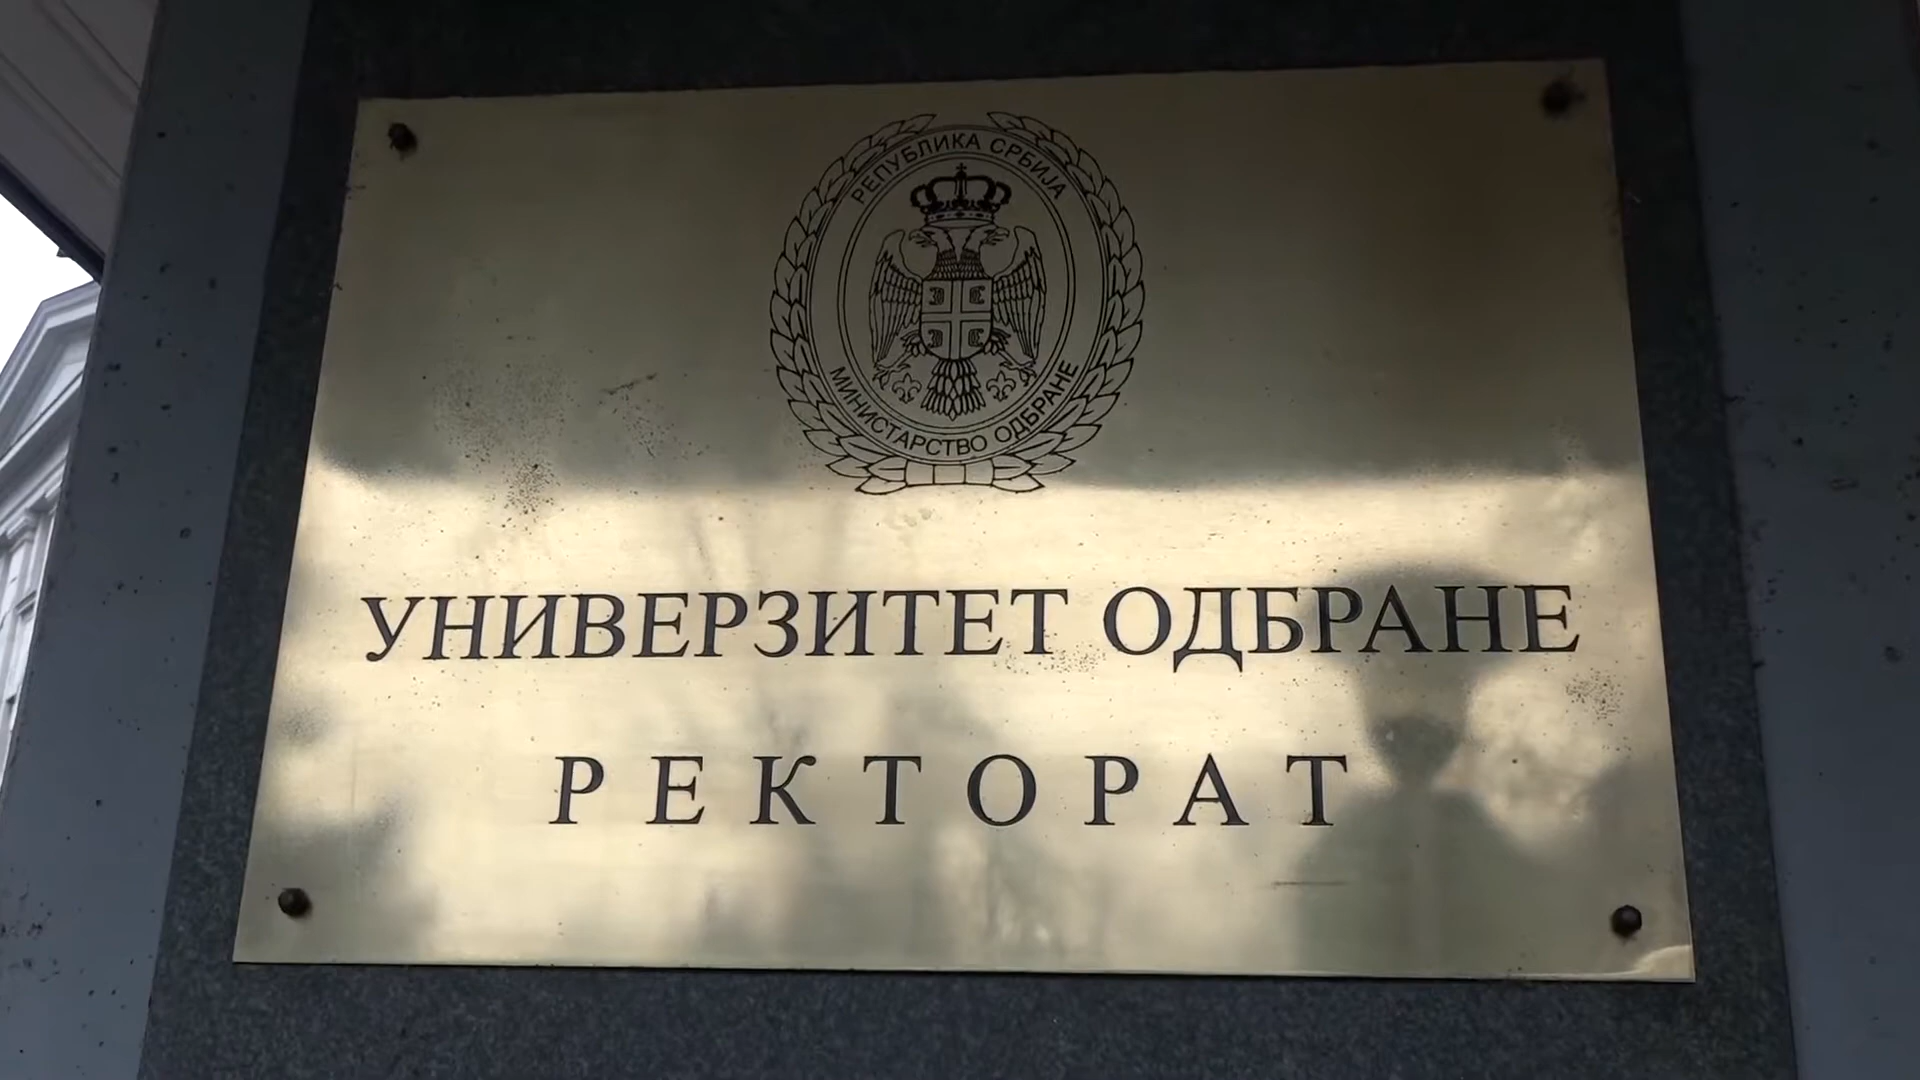 РЕПУБЛИКА СРБИЈА
МИНИСТАРСТВО ОДБРАНЕ
УНИВЕРЗИТЕТ ОДБРАНЕ
РЕКТОРАТ